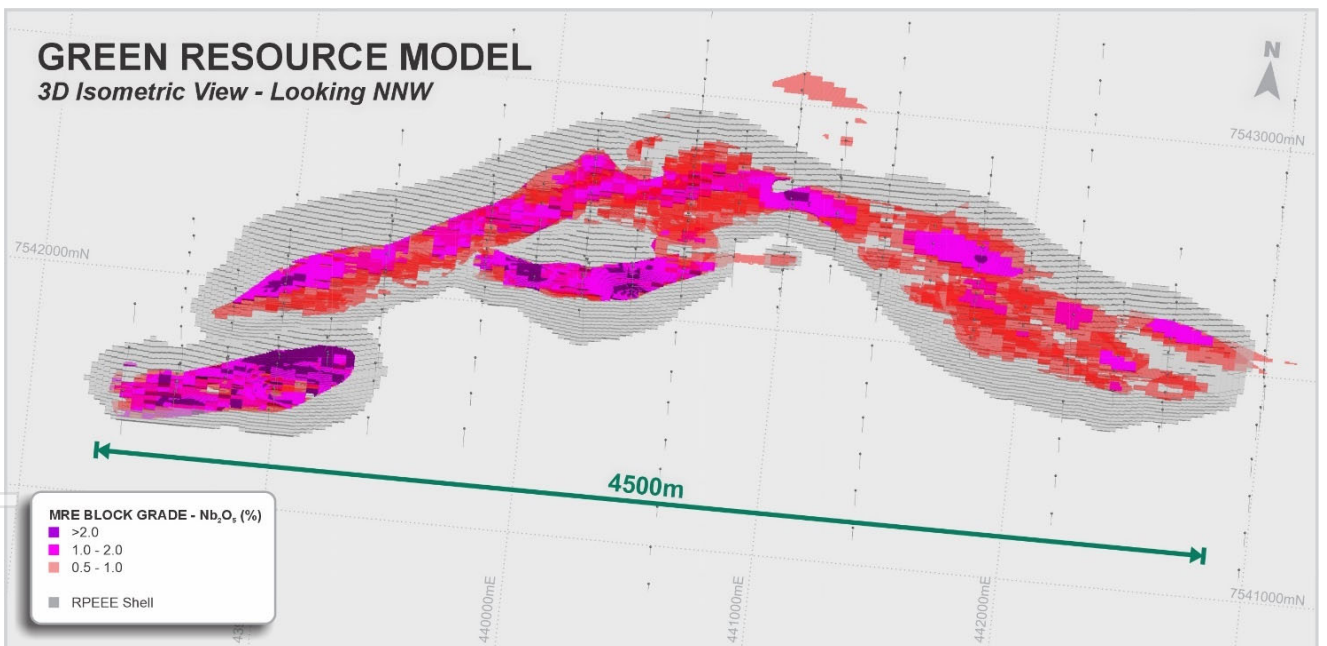 GREEN RESOURCE MODEL
3D Isometric View - Looking NNW
N
7543000mN
7542000mN
4500m
MRE BLOCK GRADE - Nb₂O₅ (%)
>2.0
1.0 - 2.0
0.5 - 1.0
RPEEE Shell
440000mE
441000mE
442000mE
7541000mN